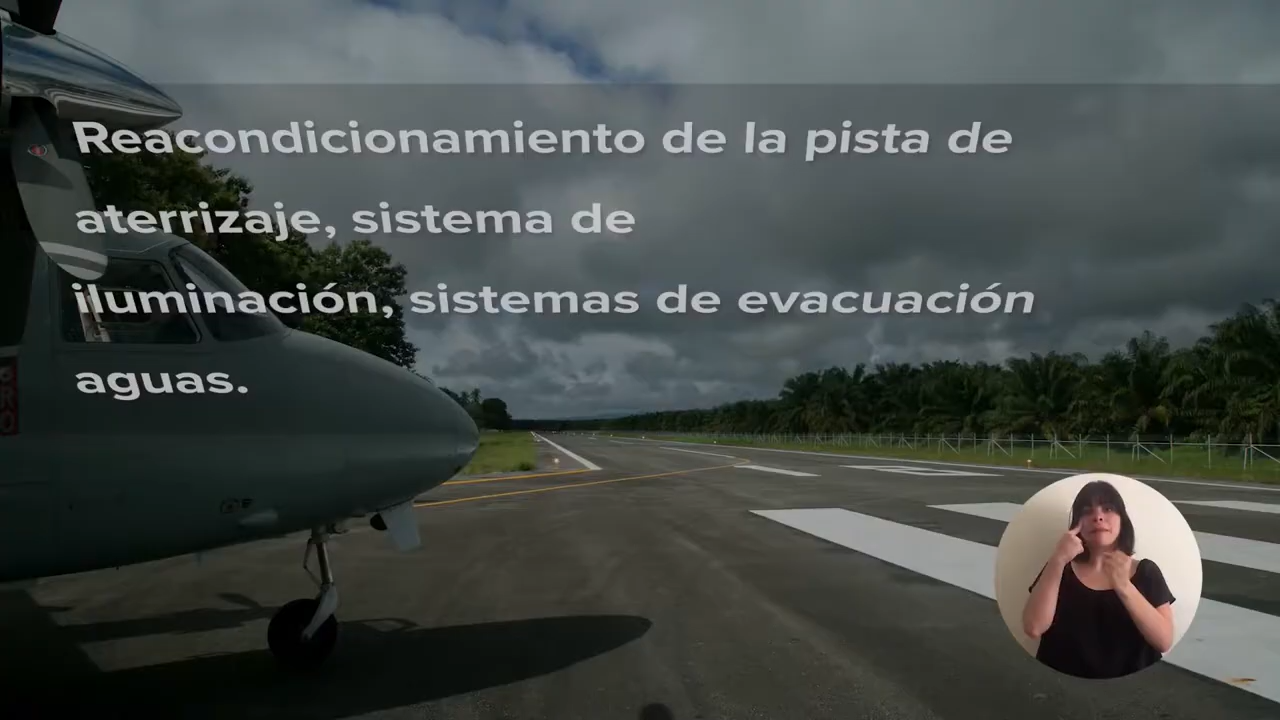 Reacondicionamiento de la pista de
aterrizaje, sistema de
iluminación, sistemas de evacuación
aguas.